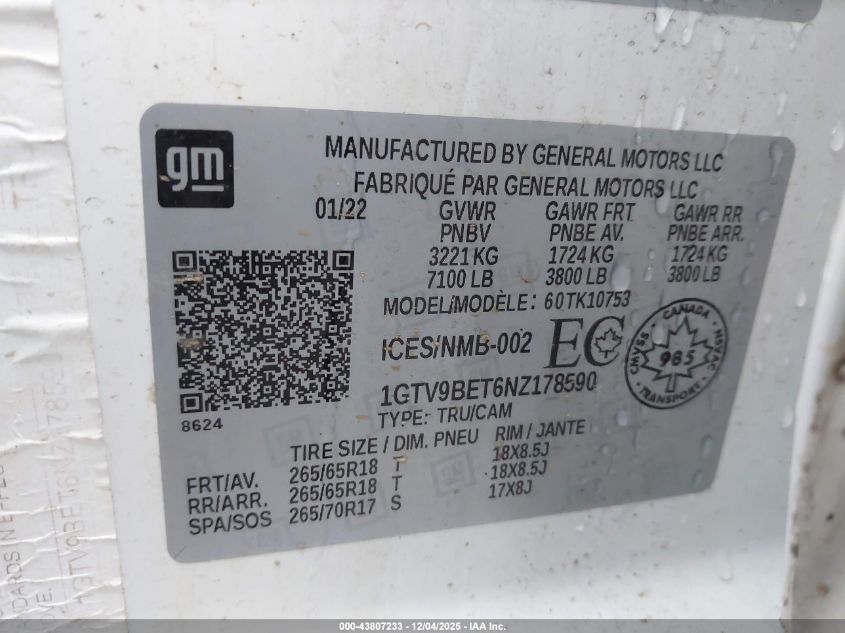 gm
MANUFACTURED BY GENERAL MOTORS LLC
FABRIQUÉ PAR GENERAL MOTORS LLC
01/22 GVWR GAWR FRT GAWR RR
PNBV PNBE AV. PNBE ARR.
3221 KG 1724 KG 1724 KG
7100 LB 3800 LB 3800 LB
MODEL/MODÈLE: 60TK10753
ICES/NMB-002 EC
CANADA
CMVSS 985 NSVAC
TRANSPORT
1GTV9BET6NZ178590
TYPE: TRU/CAM
8624
TIRE SIZE / DIM. PNEU RIM / JANTE
FRT/AV. 265/65R18 T 18X8.5J
RR/ARR. 265/65R18 T 18X8.5J
SPA/SOS 265/70R17 S 17X8J
000-43807233 - 12/04/2025 - IAA Inc.